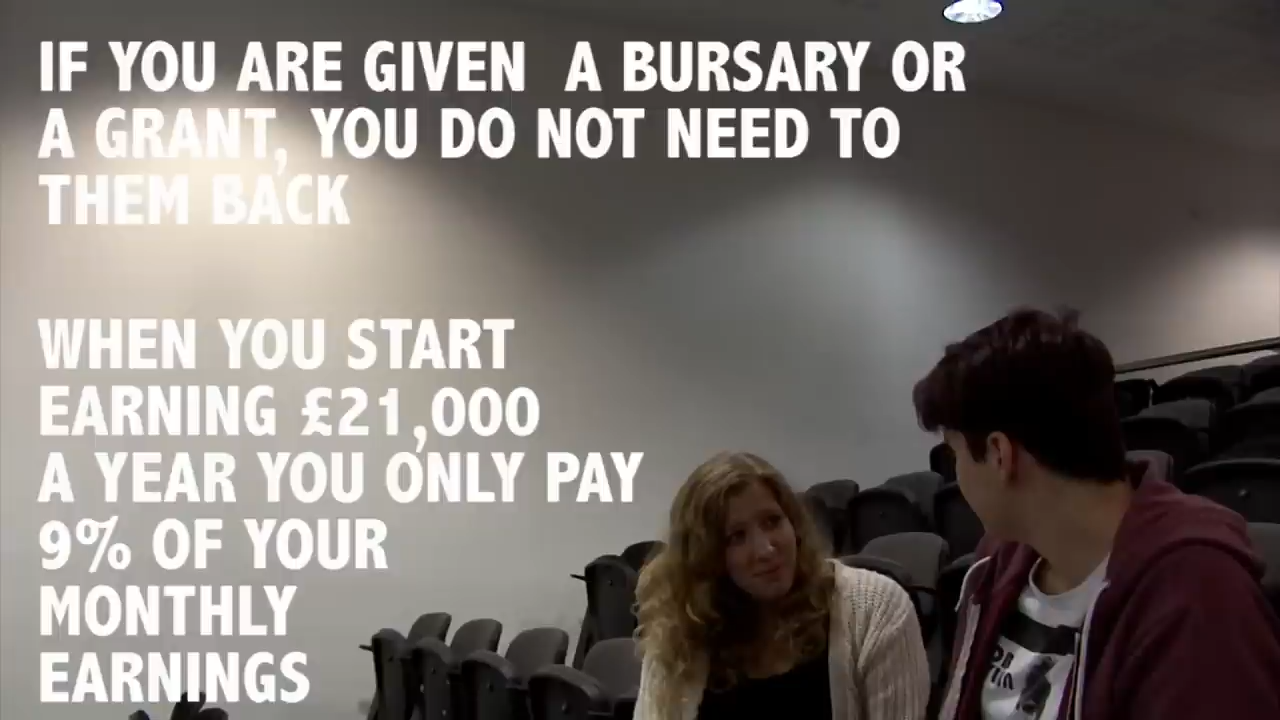 IF YOU ARE GIVEN A BURSARY OR
A GRANT, YOU DO NOT NEED TO
THEM BACK
WHEN YOU START
EARNING £21,000
A YEAR YOU ONLY PAY
9% OF YOUR
MONTHLY
EARNINGS